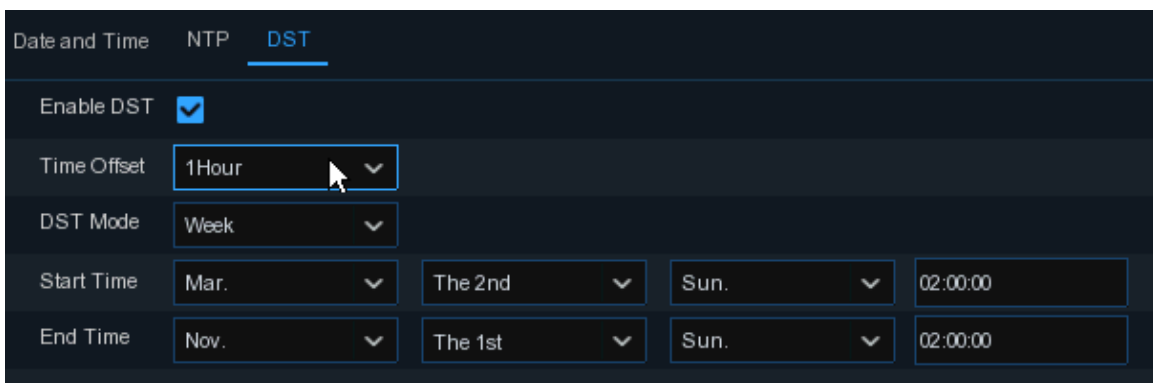 Date and Time NTP DST
Enable DST
Time Offset 1Hour
DST Mode Week
Start Time Mar. The 2nd Sun. 02:00:00
End Time Nov. The 1st Sun. 02:00:00